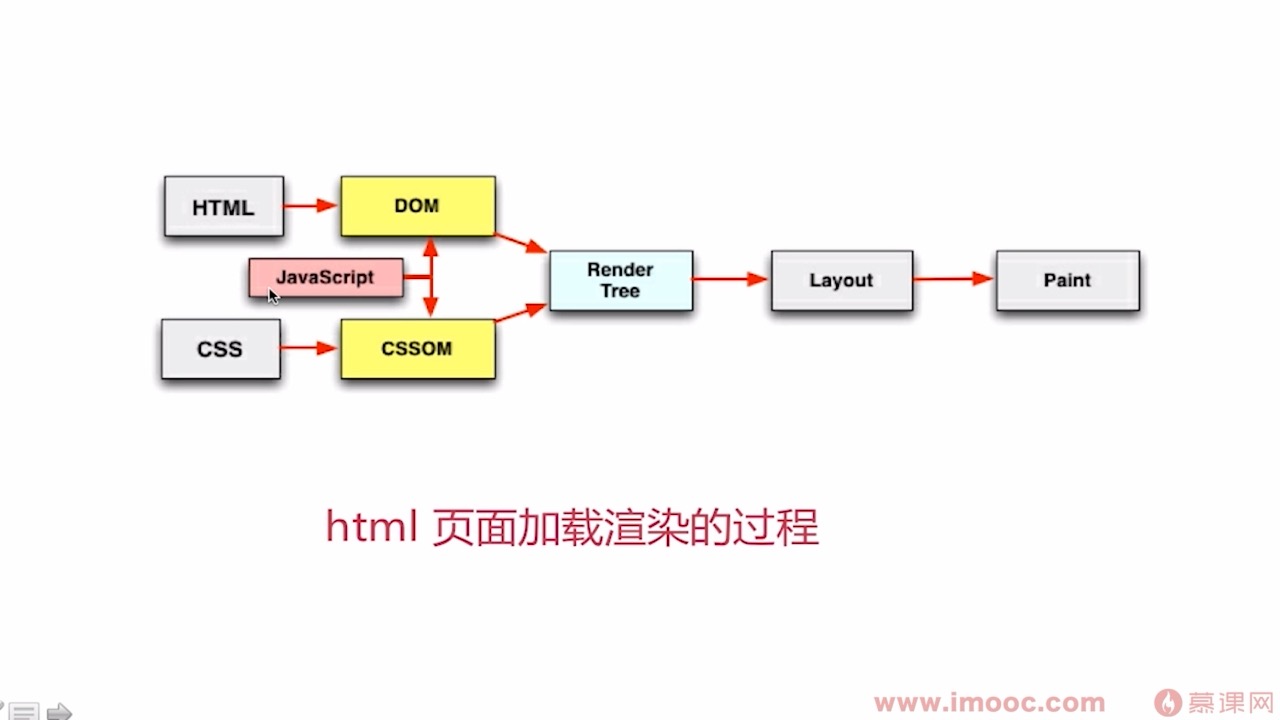 HTML
DOM
JavaScript
CSS
CSSOM
Render
Tree
Layout
Paint
html 页面加载渲染的过程
www.imooc.com
慕课网